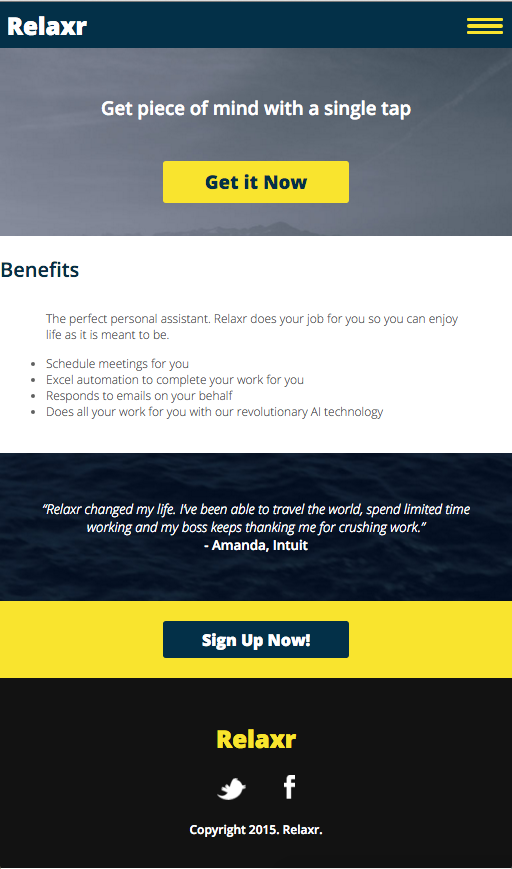 Relaxr
Get piece of mind with a single tap
Get it Now
Benefits
The perfect personal assistant. Relaxr does your job for you so you can enjoy
life as it is meant to be.
• Schedule meetings for you
• Excel automation to complete your work for you
• Responds to emails on your behalf
• Does all your work for you with our revolutionary AI technology
“Relaxr changed my life. I've been able to travel the world, spend limited time
working and my boss keeps thanking me for crushing work.”
- Amanda, Intuit
Sign Up Now!
Relaxr
Copyright 2015. Relaxr.